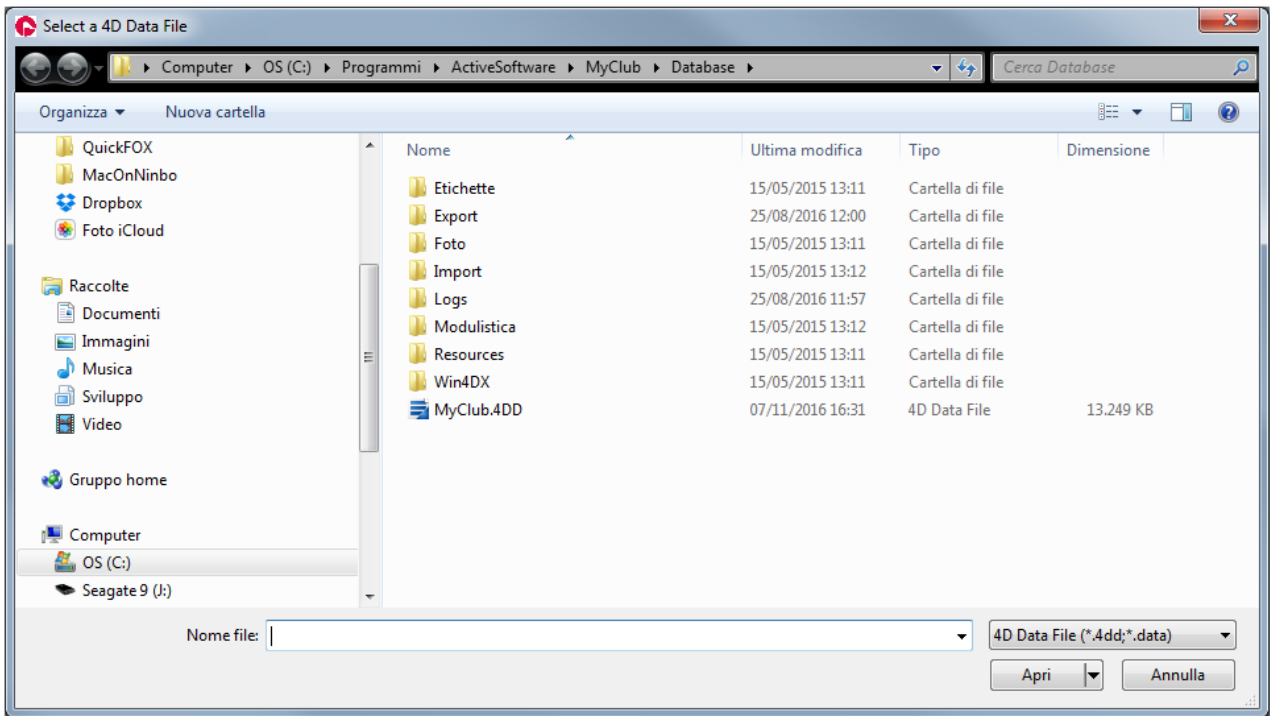 Select a 4D Data File
Computer OS (C:) Programmi ActiveSoftware MyClub Database
Cerca Database
Organizza Nuova cartella
QuickFOX
MacOnNinbo
Dropbox
Foto iCloud
Raccolte
Documenti
Immagini
Musica
Sviluppo
Video
Gruppo home
Computer
OS (C:)
Seagate 9 (J:)
Nome Ultima modifica Tipo Dimensione
Etichette 15/05/2015 13:11 Cartella di file
Export 25/08/2016 12:00 Cartella di file
Foto 15/05/2015 13:11 Cartella di file
Import 15/05/2015 13:12 Cartella di file
Logs 25/08/2016 11:57 Cartella di file
Modulistica 15/05/2015 13:12 Cartella di file
Resources 15/05/2015 13:11 Cartella di file
Win4DX 15/05/2015 13:11 Cartella di file
MyClub.4DD 07/11/2016 16:31 4D Data File 13.249 KB
Nome file:
4D Data File (*.4dd;*.data)
Apri Annulla